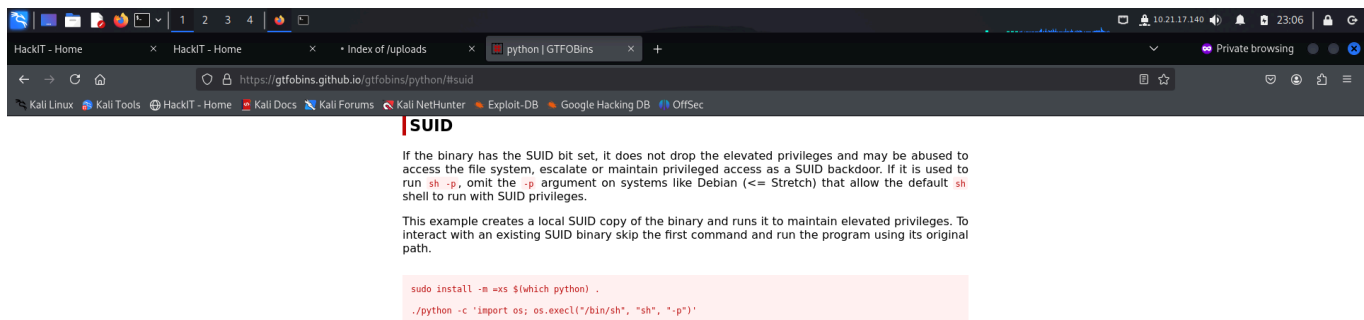 1 2 3 4 10.21.17.140 23:06
HackIT - Home HackIT - Home • Index of /uploads python | GTFOBins Private browsing
https://gtfobins.github.io/gtfobins/python/#suid
Kali Linux Kali Tools HackIT - Home Kali Docs Kali Forums Kali NetHunter Exploit-DB Google Hacking DB OffSec
SUID
If the binary has the SUID bit set, it does not drop the elevated privileges and may be abused to
access the file system, escalate or maintain privileged access as a SUID backdoor. If it is used to
run sh -p, omit the -p argument on systems like Debian (<= Stretch) that allow the default sh
shell to run with SUID privileges.
This example creates a local SUID copy of the binary and runs it to maintain elevated privileges. To
interact with an existing SUID binary skip the first command and run the program using its original
path.
sudo install -m =xs $(which python) .
./python -c 'import os; os.execl("/bin/sh", "sh", "-p")'